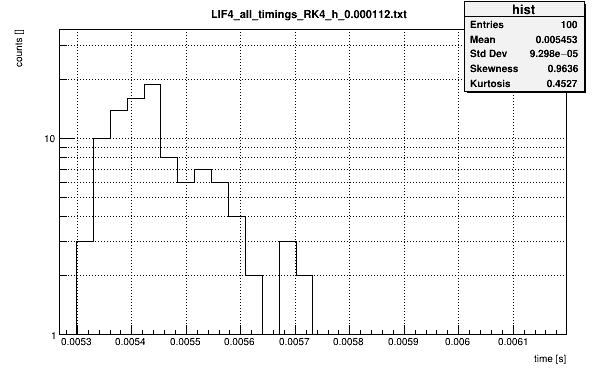 LIF4_all_timings_RK4_h_0.000112.txt
hist
Entries 100
Mean 0.005453
Std Dev 9.298e−05
Skewness 0.9636
Kurtosis 0.4527
counts []
10
1
0.0053 0.0054 0.0055 0.0056 0.0057 0.0058 0.0059 0.006 0.0061
time [s]